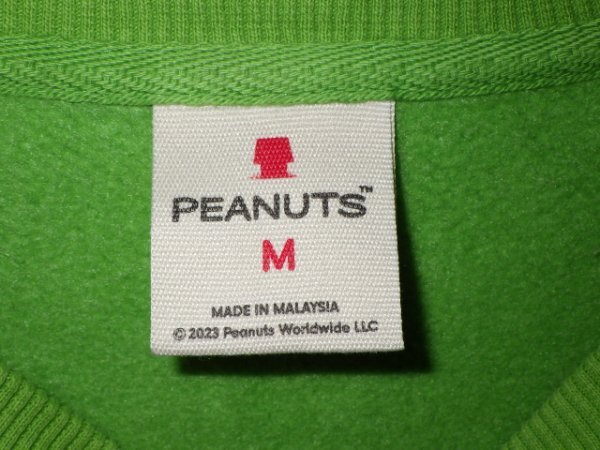 PEANUTS™
M
MADE IN MALAYSIA
© 2023 Peanuts Worldwide LLC